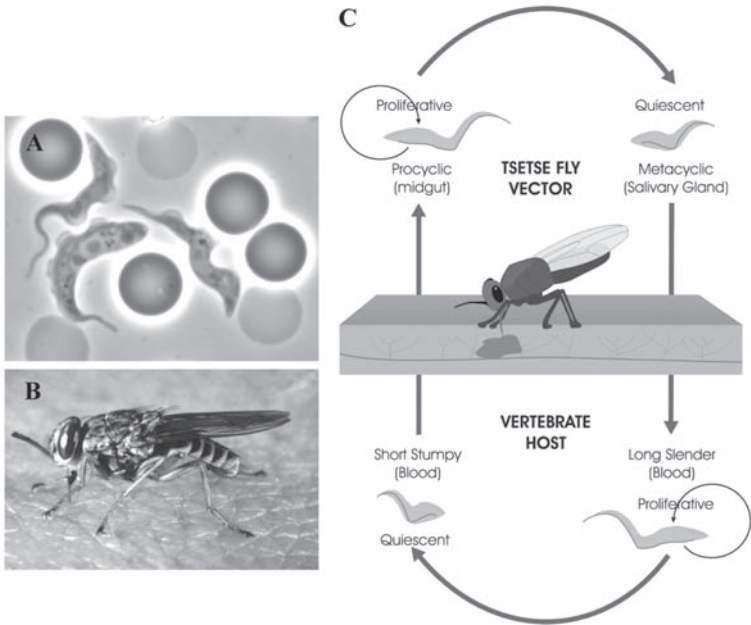 A
B
C
Proliferative
Procyclic
(midgut)
TSETSE FLY
VECTOR
Quiescent
Metacyclic
(Salivary Gland)
Short Stumpy
(Blood)
Quiescent
VERTEBRATE
HOST
Long Slender
(Blood)
Proliferative